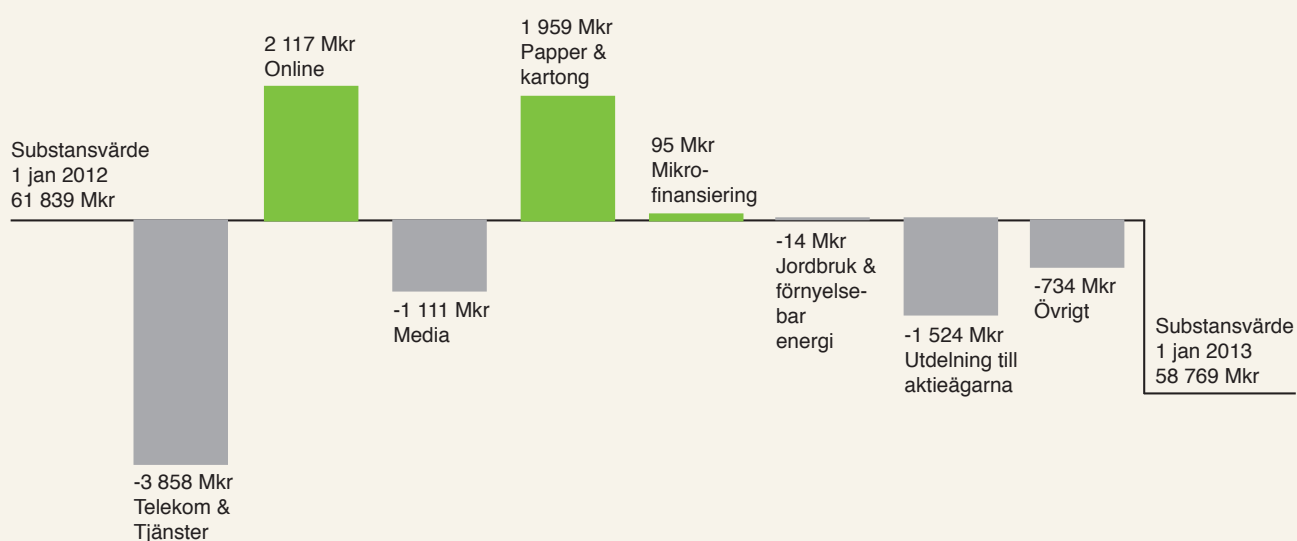 Substansvärde
1 jan 2012
61 839 Mkr
-3 858 Mkr
Telekom &
Tjänster
2 117 Mkr
Online
-1 111 Mkr
Media
1 959 Mkr
Papper &
kartong
95 Mkr
Mikro-
finansiering
-14 Mkr
Jordbruk &
förnyelse-
bar
energi
-1 524 Mkr
Utdelning till
aktieägarna
-734 Mkr
Övrigt
Substansvärde
1 jan 2013
58 769 Mkr